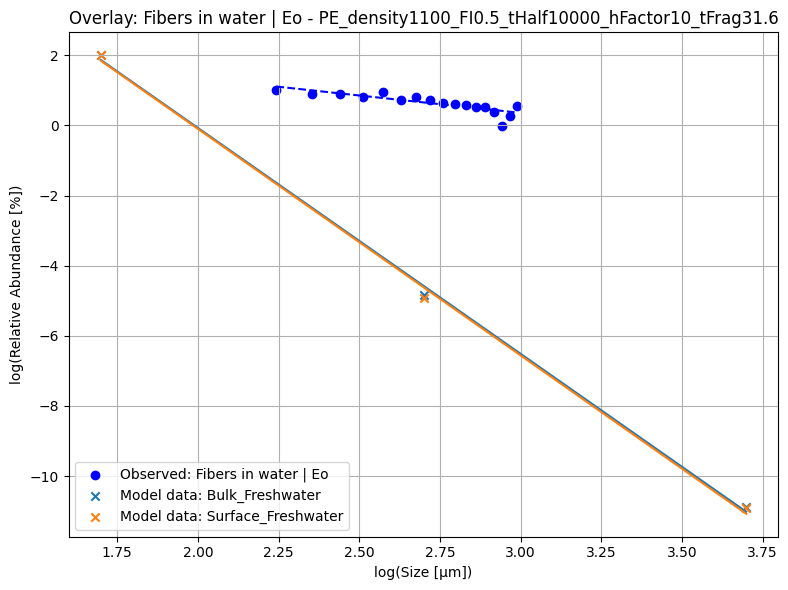 Overlay: Fibers in water | Eo - PE_density1100_FI0.5_tHalf10000_hFactor10_tFrag31.6
log(Relative Abundance [%])
2
0
−2
−4
−6
−8
−10
Observed: Fibers in water | Eo
Model data: Bulk_Freshwater
Model data: Surface_Freshwater
1.75 2.00 2.25 2.50 2.75 3.00 3.25 3.50 3.75
log(Size [µm])